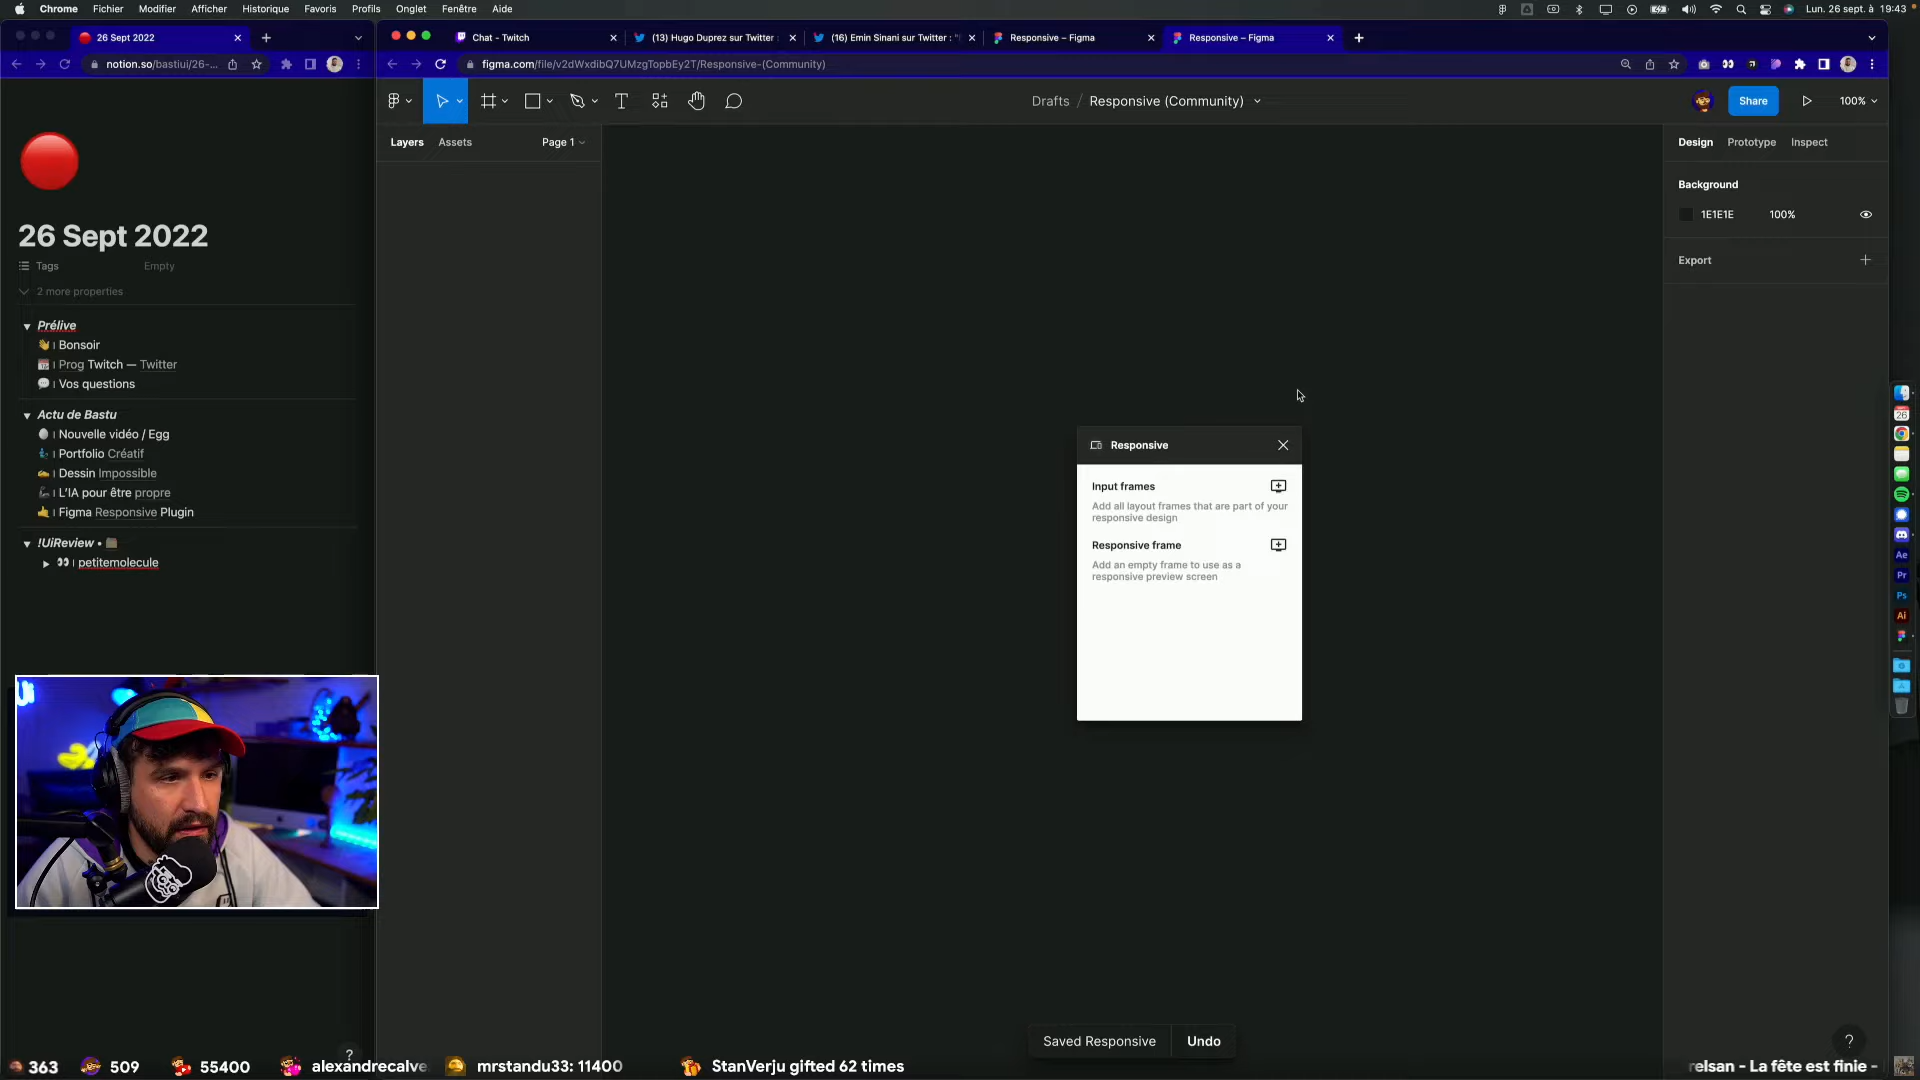 Chrome Fichier Modifier Afficher Historique Favoris Profils Onglet Fenêtre Aide
Lun. 26 sept. à 19:43
26 Sept 2022
Chat - Twitch
(13) Hugo Duprez sur Twitter :
(16) Emin Sinani sur Twitter : "
Responsive – Figma
Responsive – Figma
notion.so/bastiui/26-...
figma.com/file/v2dWxdibQ7UMzgTopbEy2T/Responsive-(Community)
Drafts / Responsive (Community)
Share
100%
Layers Assets Page 1
Design Prototype Inspect
Background
1E1E1E 100%
Export
26 Sept 2022
Tags Empty
2 more properties
Prélive
Bonsoir
Prog Twitch — Twitter
Vos questions
Actu de Bastu
Nouvelle vidéo / Egg
Portfolio Créatif
Dessin Impossible
L'IA pour être propre
Figma Responsive Plugin
!UiReview •
petitemolecule
Responsive
Input frames
Add all layout frames that are part of your
responsive design
Responsive frame
Add an empty frame to use as a
responsive preview screen
26
Ae
Pr
Ps
Ai
Saved Responsive Undo
?
?
363 509 55400 alexandrecalve mrstandu33: 11400 StanVerju gifted 62 times
relsan - La fête est finie -